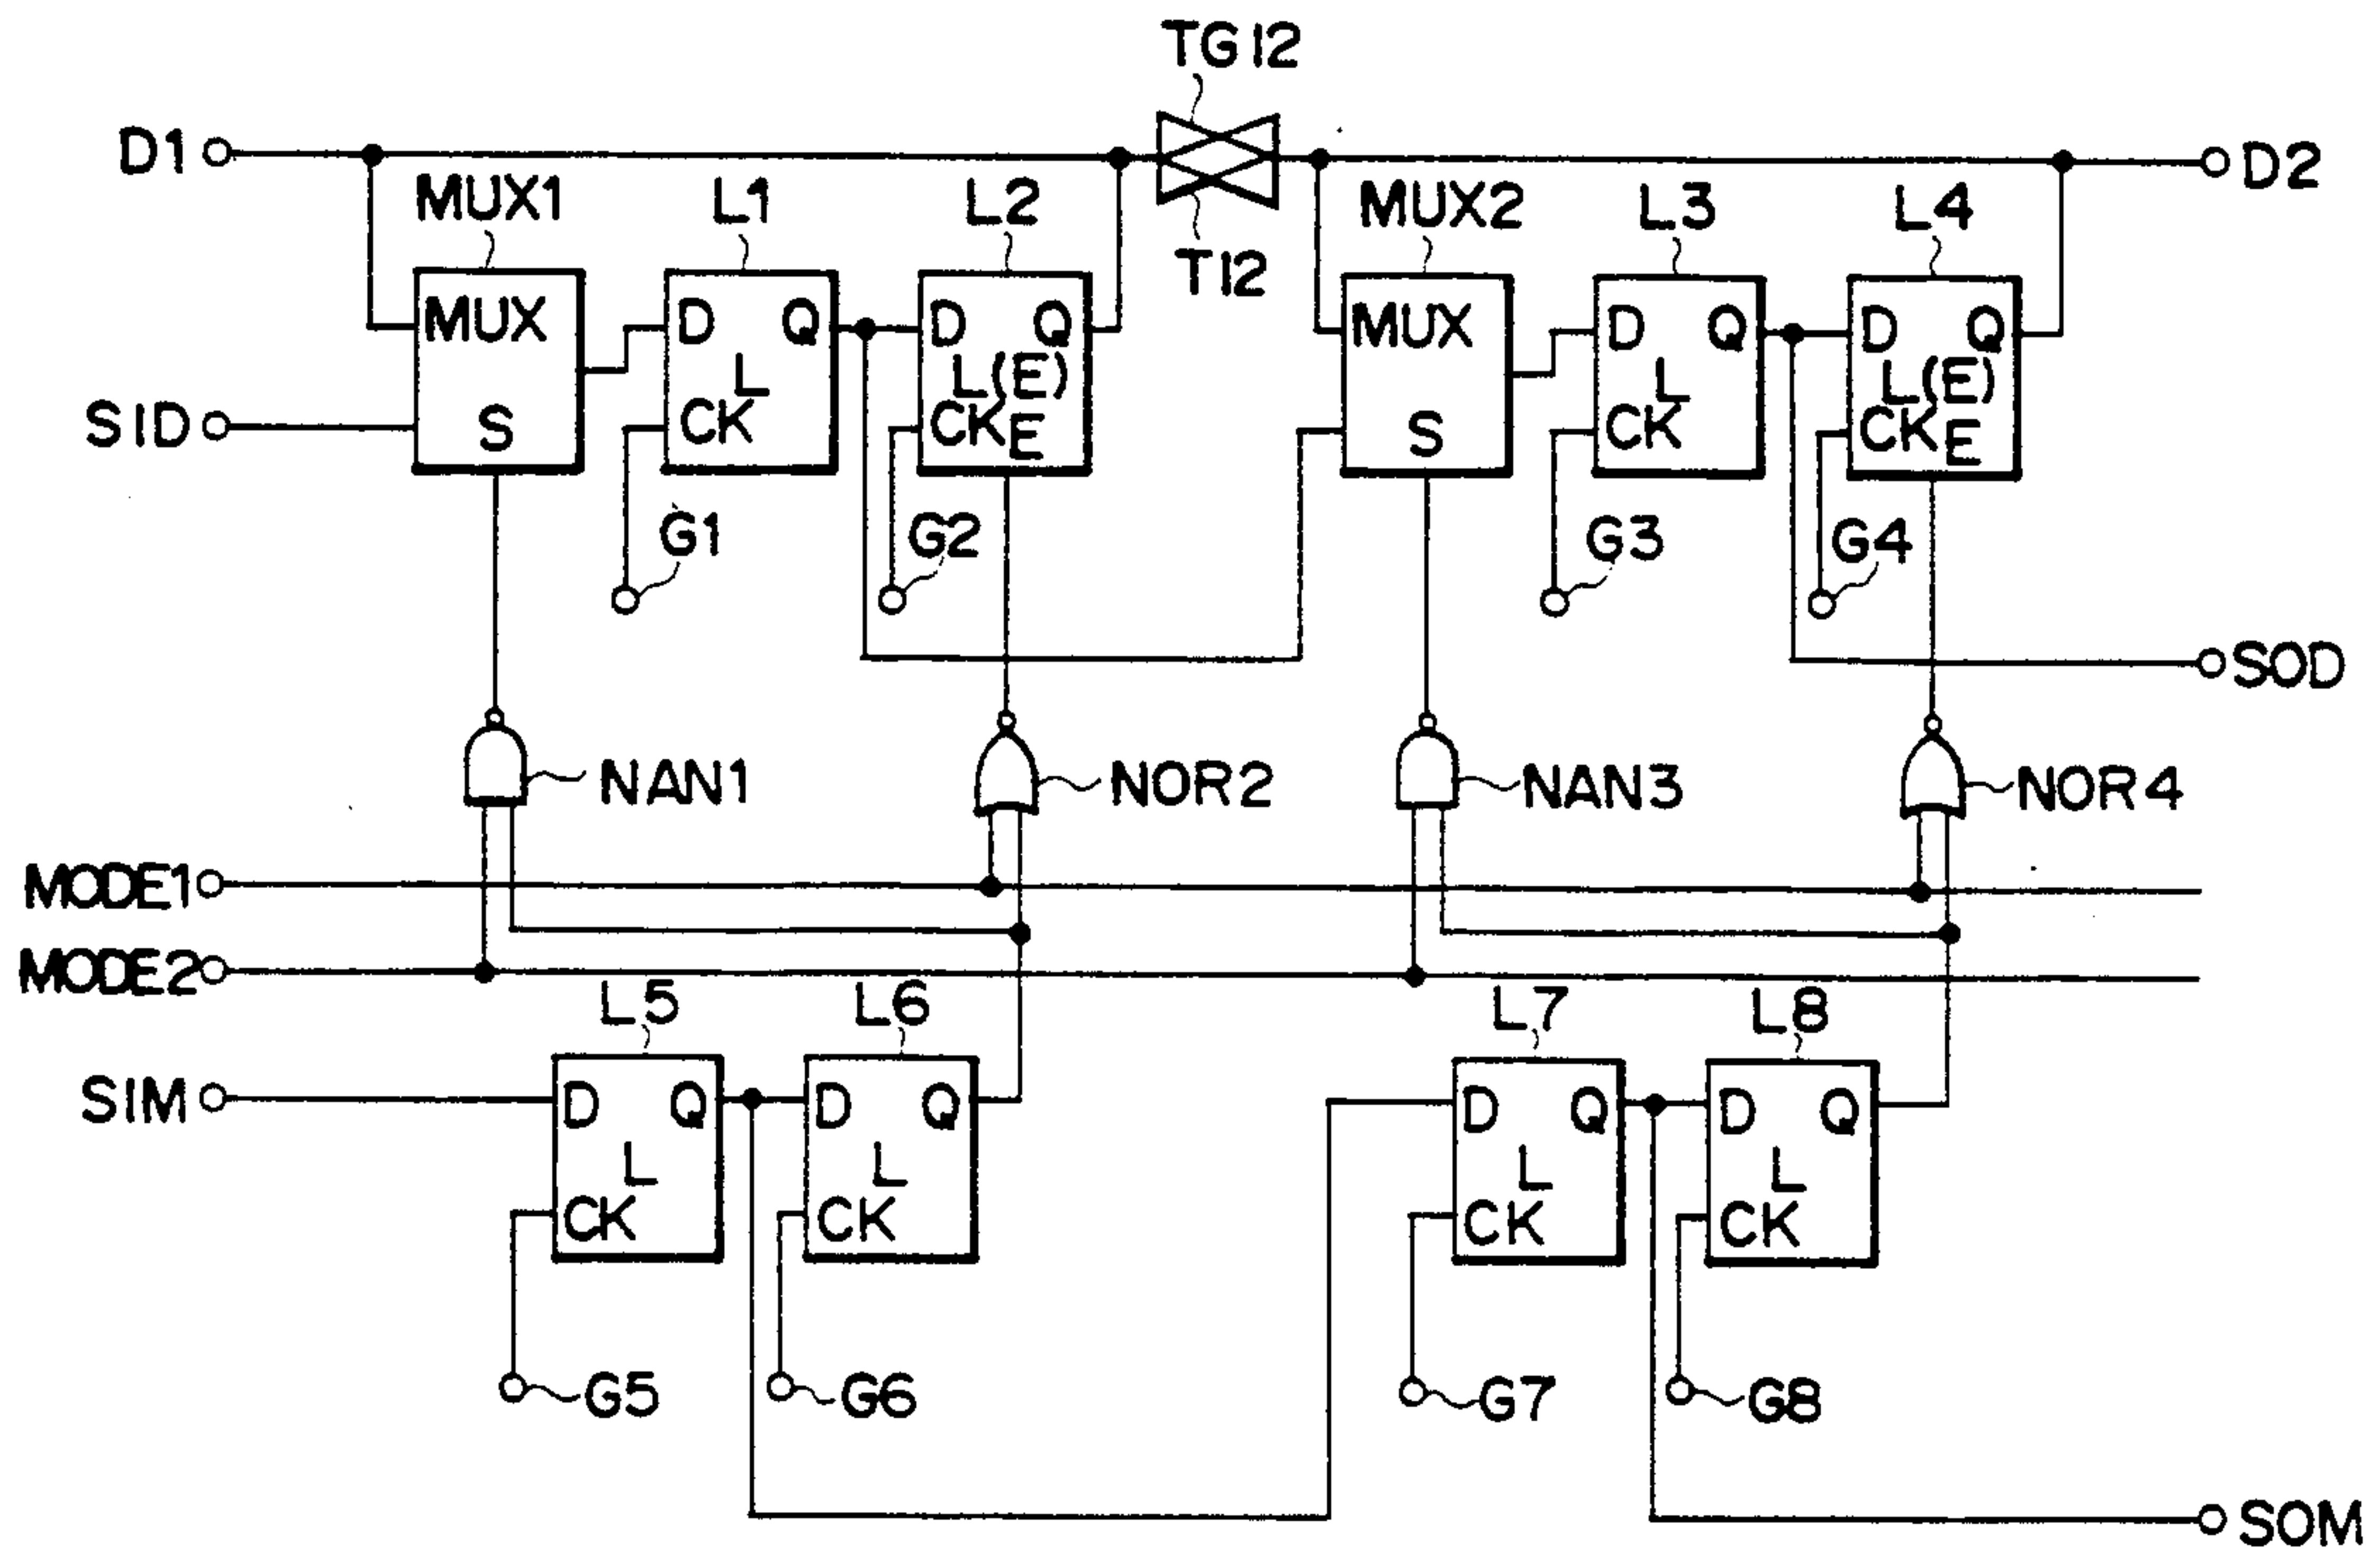 TG12
D1
D2
MUX1
L1
L2
T12
MUX2
L3
L4
MUX
S
D Q
L
CK
D Q
L(E)
CK E
MUX
S
D Q
L
CK
D Q
L(E)
CK E
SID
G1
G2
G3
G4
SOD
NAN1
NOR2
NAN3
NOR4
MODE1
MODE2
L5
L6
L7
L8
SIM
D Q
L
CK
D Q
L
CK
D Q
L
CK
D Q
L
CK
G5
G6
G7
G8
SOM